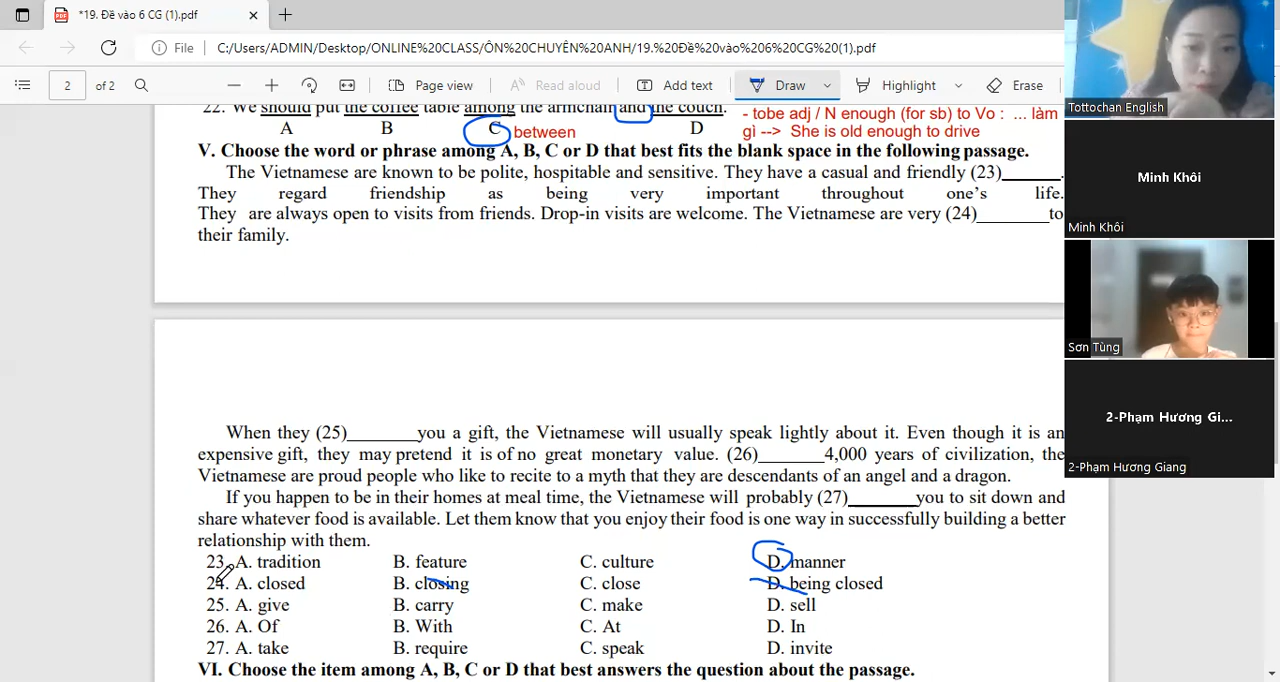 *19. Đề vào 6 CG (1).pdf
File
C:/Users/ADMIN/Desktop/ONLINE%20CLASS/ÔN%20CHUYÊN%20ANH/19.%20Đề%20vào%206%20CG%20(1).pdf
2 of 2
Page view
Read aloud
Add text
Draw
Highlight
Erase
22. We should put the coffee table among the armchair and the couch.
A B C D
between
- tobe adj / N enough (for sb) to Vo : ... làm
gì --> She is old enough to drive
V. Choose the word or phrase among A, B, C or D that best fits the blank space in the following passage.
The Vietnamese are known to be polite, hospitable and sensitive. They have a casual and friendly (23)_______.
They regard friendship as being very important throughout one's life.
They are always open to visits from friends. Drop-in visits are welcome. The Vietnamese are very (24)________to
their family.
When they (25)_______you a gift, the Vietnamese will usually speak lightly about it. Even though it is an
expensive gift, they may pretend it is of no great monetary value. (26)_______4,000 years of civilization, the
Vietnamese are proud people who like to recite to a myth that they are descendants of an angel and a dragon.
If you happen to be in their homes at meal time, the Vietnamese will probably (27)_______you to sit down and
share whatever food is available. Let them know that you enjoy their food is one way in successfully building a better
relationship with them.
23. A. tradition B. feature C. culture D. manner
24. A. closed B. closing C. close D. being closed
25. A. give B. carry C. make D. sell
26. A. Of B. With C. At D. In
27. A. take B. require C. speak D. invite
VI. Choose the item among A, B, C or D that best answers the question about the passage.
Tottochan English
Minh Khôi
Minh Khôi
Sơn Tùng
2-Phạm Hương Gi...
2-Phạm Hương Giang